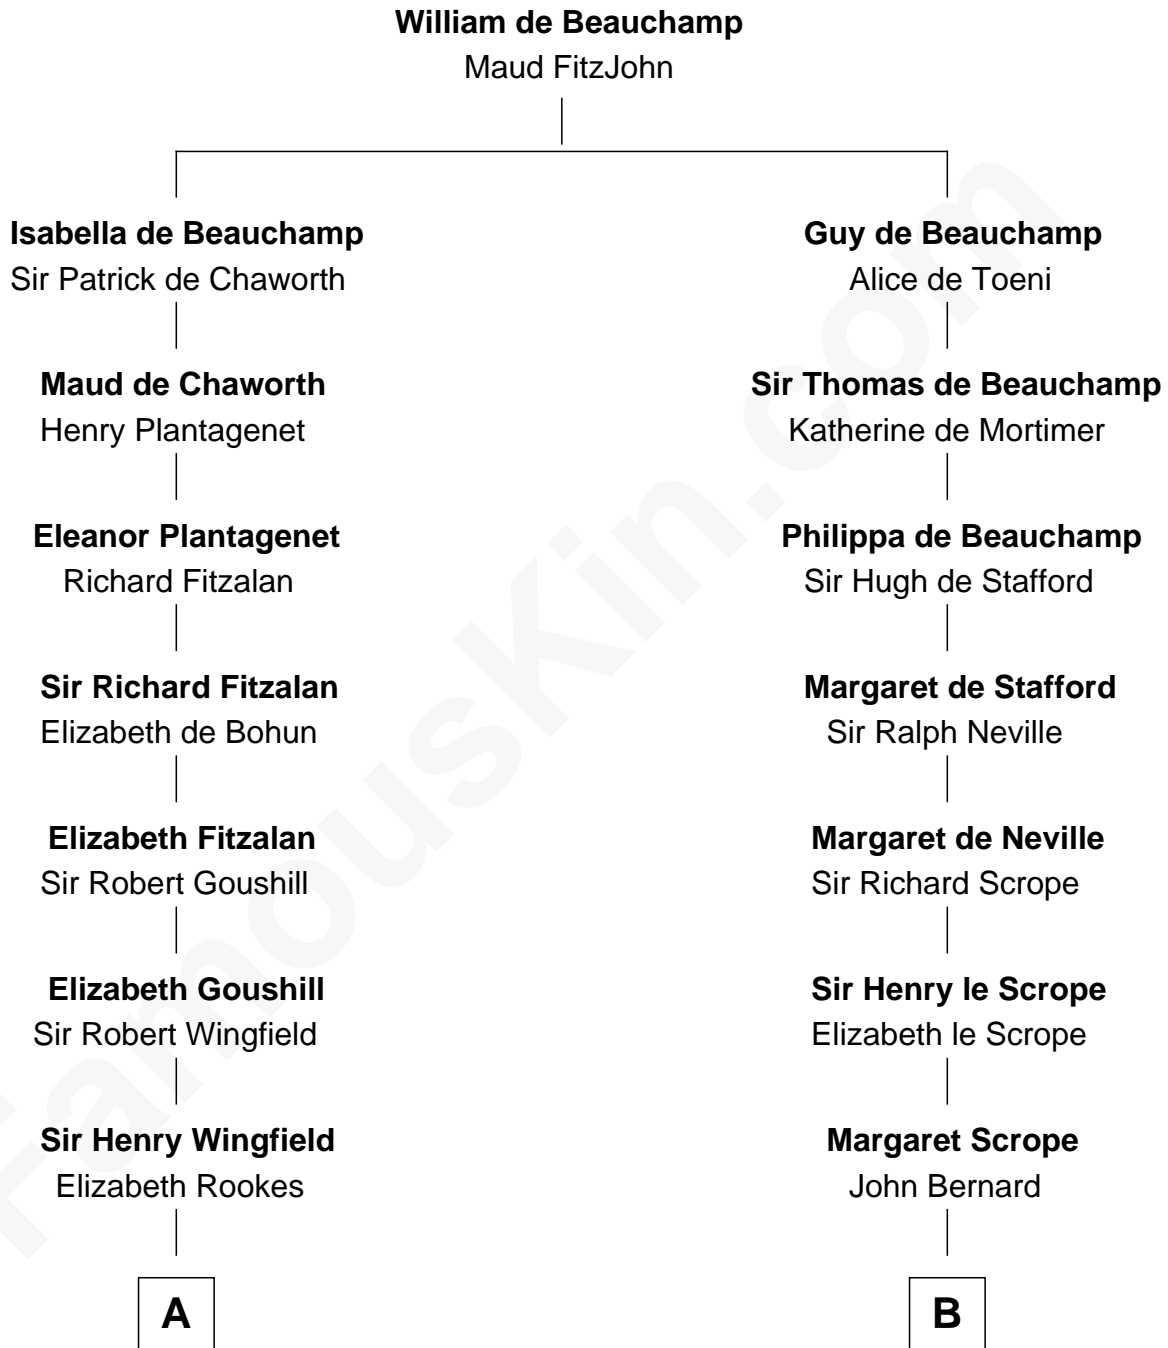 William de Beauchamp
Maud FitzJohn
Isabella de Beauchamp
Sir Patrick de Chaworth
Maud de Chaworth
Henry Plantagenet
Eleanor Plantagenet
Richard Fitzalan
Sir Richard Fitzalan
Elizabeth de Bohun
Elizabeth Fitzalan
Sir Robert Goushill
Elizabeth Goushill
Sir Robert Wingfield
Sir Henry Wingfield
Elizabeth Rookes
A
Guy de Beauchamp
Alice de Toeni
Sir Thomas de Beauchamp
Katherine de Mortimer
Philippa de Beauchamp
Sir Hugh de Stafford
Margaret de Stafford
Sir Ralph Neville
Margaret de Neville
Sir Richard Scrope
Sir Henry le Scrope
Elizabeth le Scrope
Margaret Scrope
John Bernard
B
FamousKin.com